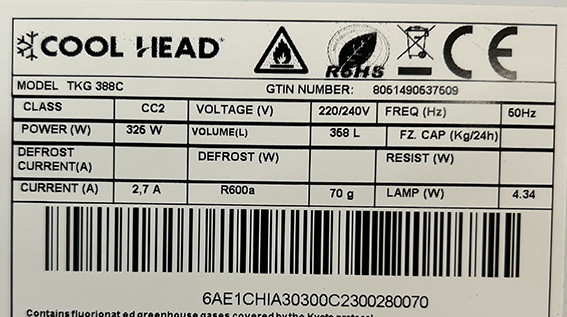 COOL HEAD
RoHS
CE
MODEL TKG 388C GTIN NUMBER: 8051490537509
CLASS CC2 VOLTAGE (V) 220/240V FREQ (Hz) 50Hz
POWER (W) 325 W VOLUME(L) 358 L FZ. CAP (Kg/24h)
DEFROST CURRENT(A) DEFROST (W) RESIST (W)
CURRENT (A) 2,7 A R600a 70 g LAMP (W) 4.34
6AE1CHIA30300C2300280070
Contains fluorionat ed greenhouse gases covered by the Kyoto protocol